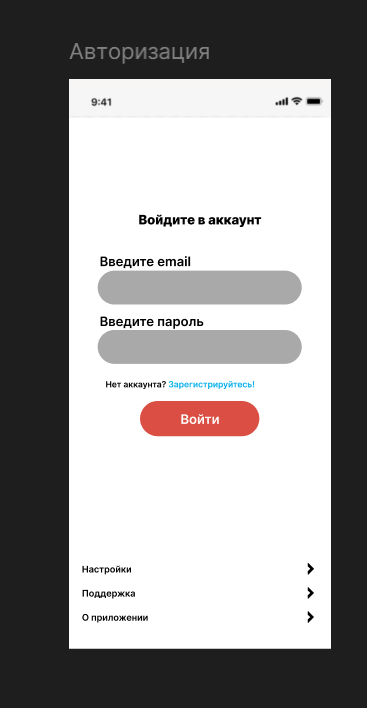 Авторизация
9:41
Войдите в аккаунт
Введите email
Введите пароль
Нет аккаунта? Зарегистрируйтесь!
Войти
Настройки
Поддержка
О приложении